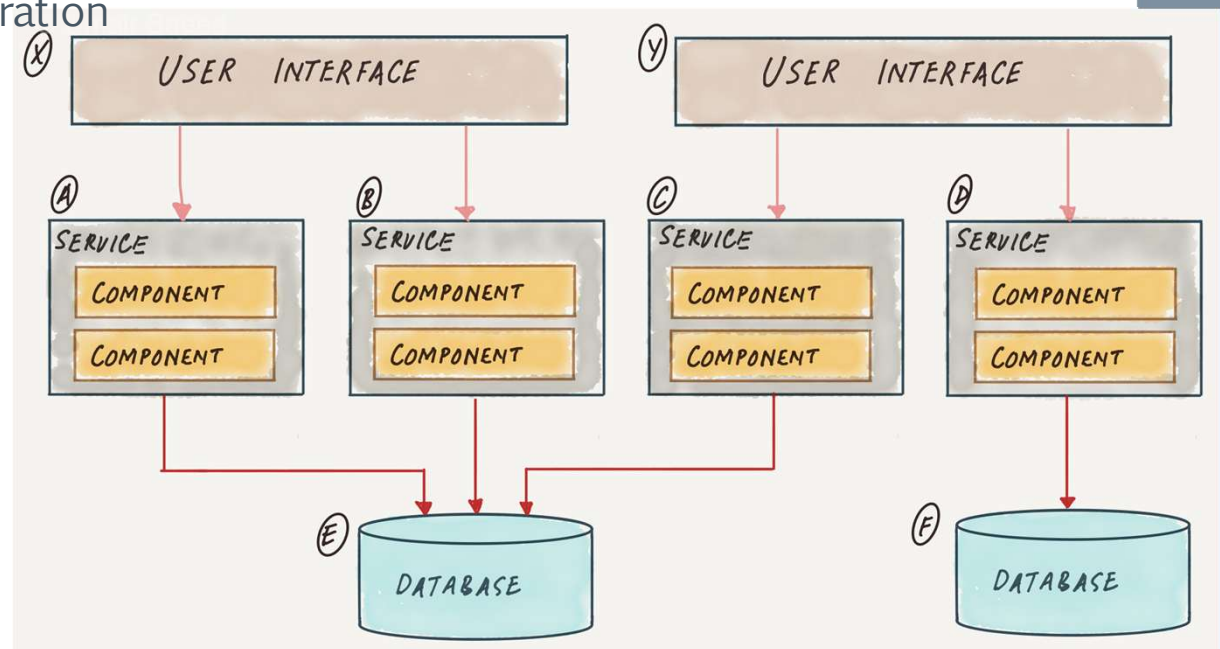 ration
X
USER INTERFACE
Y
USER INTERFACE
A
B
C
D
SERVICE
COMPONENT
COMPONENT
SERVICE
COMPONENT
COMPONENT
SERVICE
COMPONENT
COMPONENT
SERVICE
COMPONENT
COMPONENT
E
DATABASE
F
DATABASE